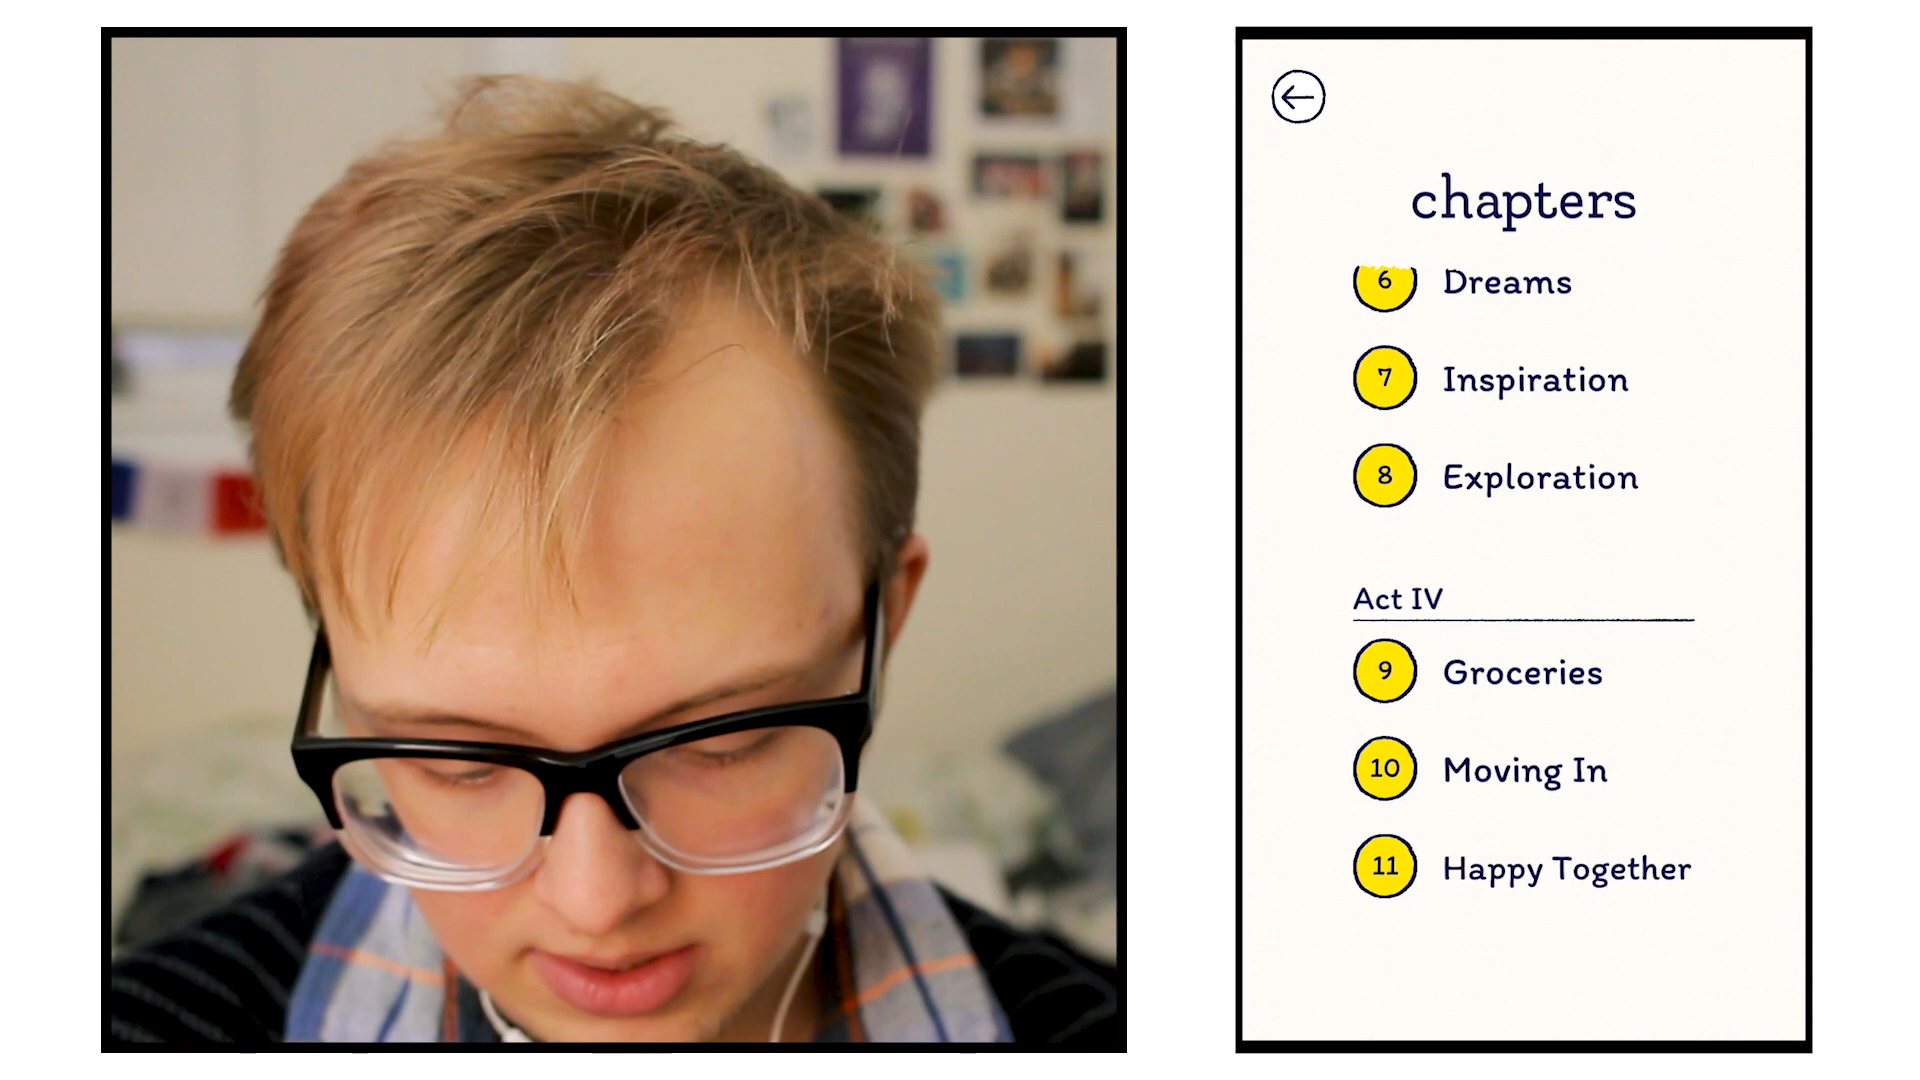 chapters
6 Dreams
7 Inspiration
8 Exploration
Act IV
9 Groceries
10 Moving In
11 Happy Together